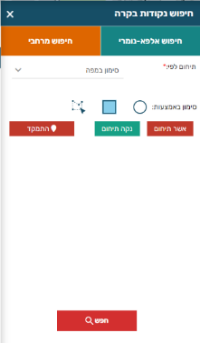 חיפוש נקודות בקרה
חיפוש אלפא-נומרי
חיפוש מרחבי
תיחום לפי:*
סימון במפה
סימון באמצעות:
אשר תיחום
נקה תיחום
התמקד
חפש